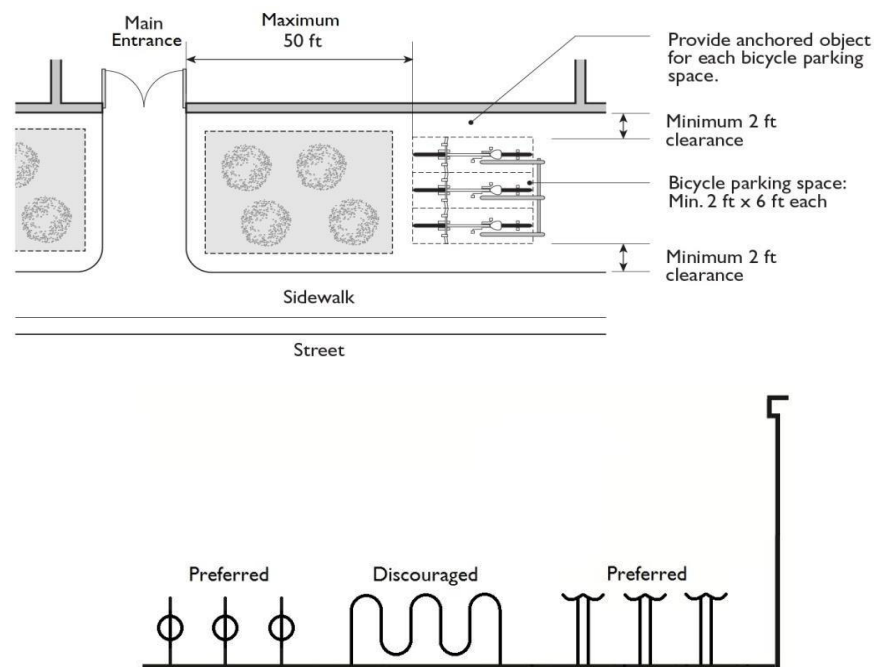 Main
Entrance
Maximum
50 ft
Provide anchored object
for each bicycle parking
space.
Minimum 2 ft
clearance
Bicycle parking space:
Min. 2 ft x 6 ft each
Minimum 2 ft
clearance
Sidewalk
Street
Preferred
Discouraged
Preferred